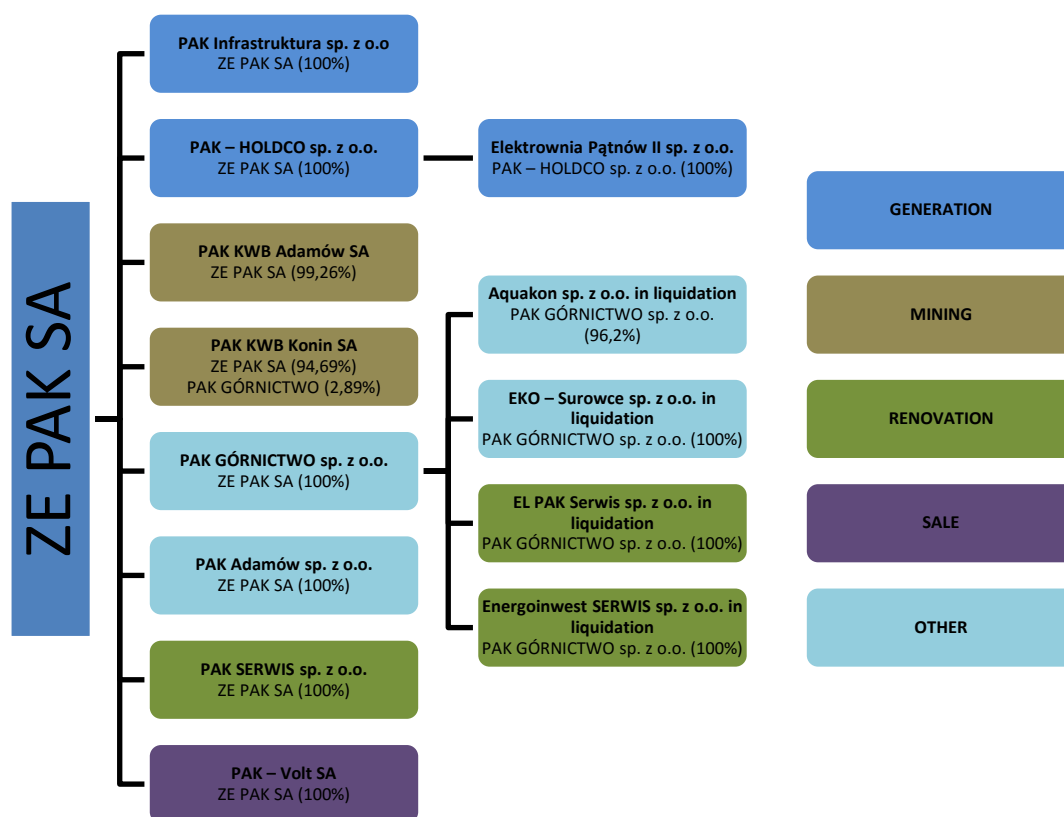 ZE PAK SA
PAK Infrastruktura sp. z o.o
ZE PAK SA (100%)
PAK – HOLDCO sp. z o.o.
ZE PAK SA (100%)
PAK KWB Adamów SA
ZE PAK SA (99,26%)
PAK KWB Konin SA
ZE PAK SA (94,69%)
PAK GÓRNICTWO (2,89%)
PAK GÓRNICTWO sp. z o.o.
ZE PAK SA (100%)
PAK Adamów sp. z o.o.
ZE PAK SA (100%)
PAK SERWIS sp. z o.o.
ZE PAK SA (100%)
PAK – Volt SA
ZE PAK SA (100%)
Elektrownia Pątnów II sp. z o.o.
PAK – HOLDCO sp. z o.o. (100%)
Aquakon sp. z o.o. in liquidation
PAK GÓRNICTWO sp. z o.o.
(96,2%)
EKO – Surowce sp. z o.o. in
liquidation
PAK GÓRNICTWO sp. z o.o. (100%)
EL PAK Serwis sp. z o.o. in
liquidation
PAK GÓRNICTWO sp. z o.o. (100%)
Energoinwest SERWIS sp. z o.o. in
liquidation
PAK GÓRNICTWO sp. z o.o. (100%)
GENERATION
MINING
RENOVATION
SALE
OTHER